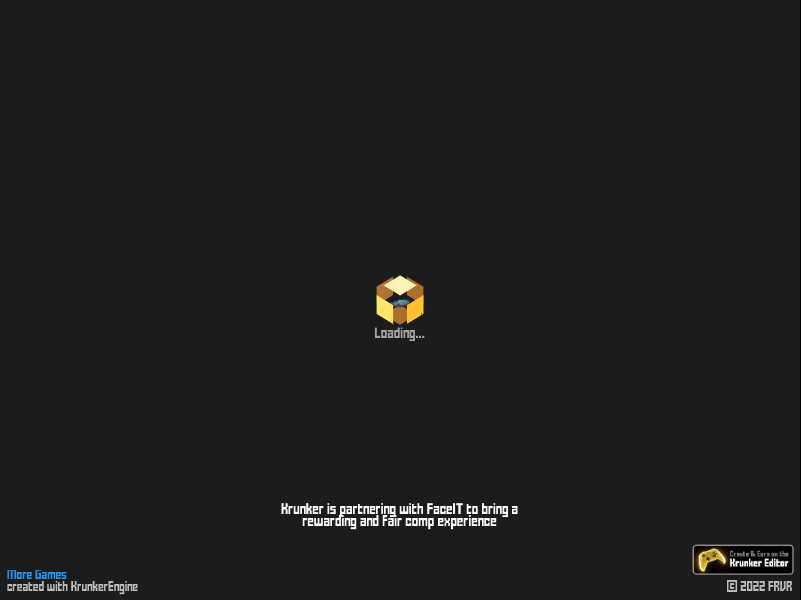 Loading...
Krunker is partnering with FaceIT to bring a
rewarding and fair comp experience
Create & Earn on the
Krunker Editor
More Games
created with KrunkerEngine
© 2022 FRVR